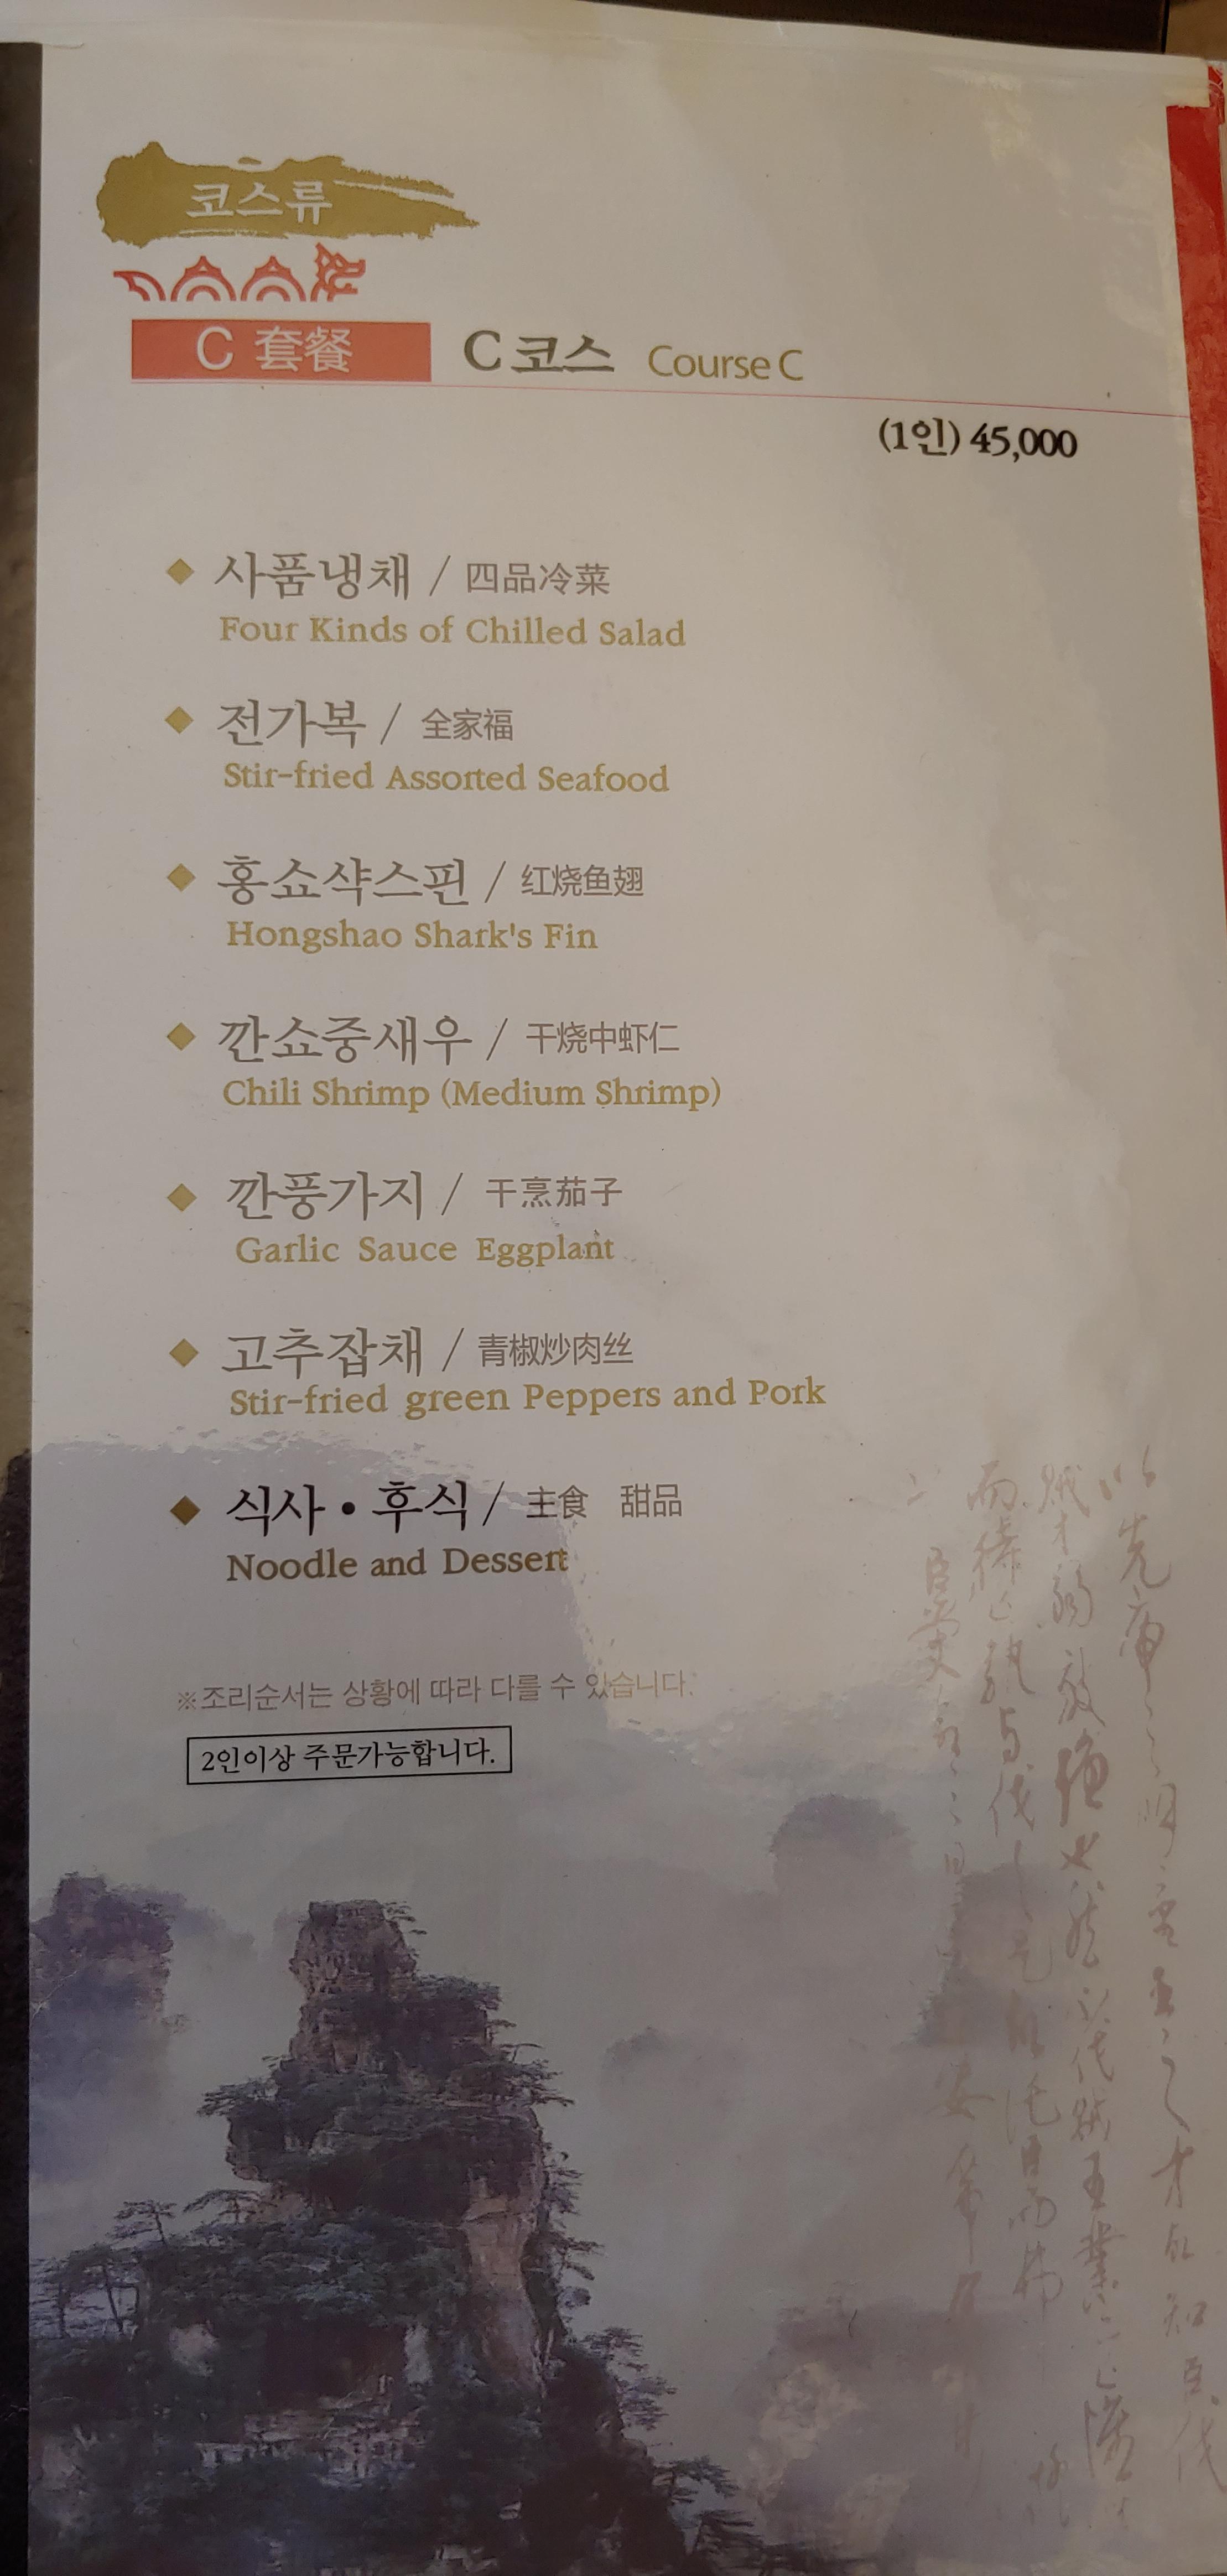 코스류
C 套餐 C 코스 Course C
(1인) 45,000
사품냉채 / 四品冷菜
Four Kinds of Chilled Salad
전가복 / 全家福
Stir-fried Assorted Seafood
홍쇼샥스핀 / 红烧鱼翅
Hongshao Shark's Fin
깐쇼중새우 / 干烧中虾仁
Chili Shrimp (Medium Shrimp)
깐풍가지 / 干烹茄子
Garlic Sauce Eggplant
고추잡채 / 青椒炒肉丝
Stir-fried green Peppers and Pork
식사 • 후식 / 主食 甜品
Noodle and Dessert
※조리순서는 상황에 따라 다를 수 있습니다.
2인이상 주문가능합니다.